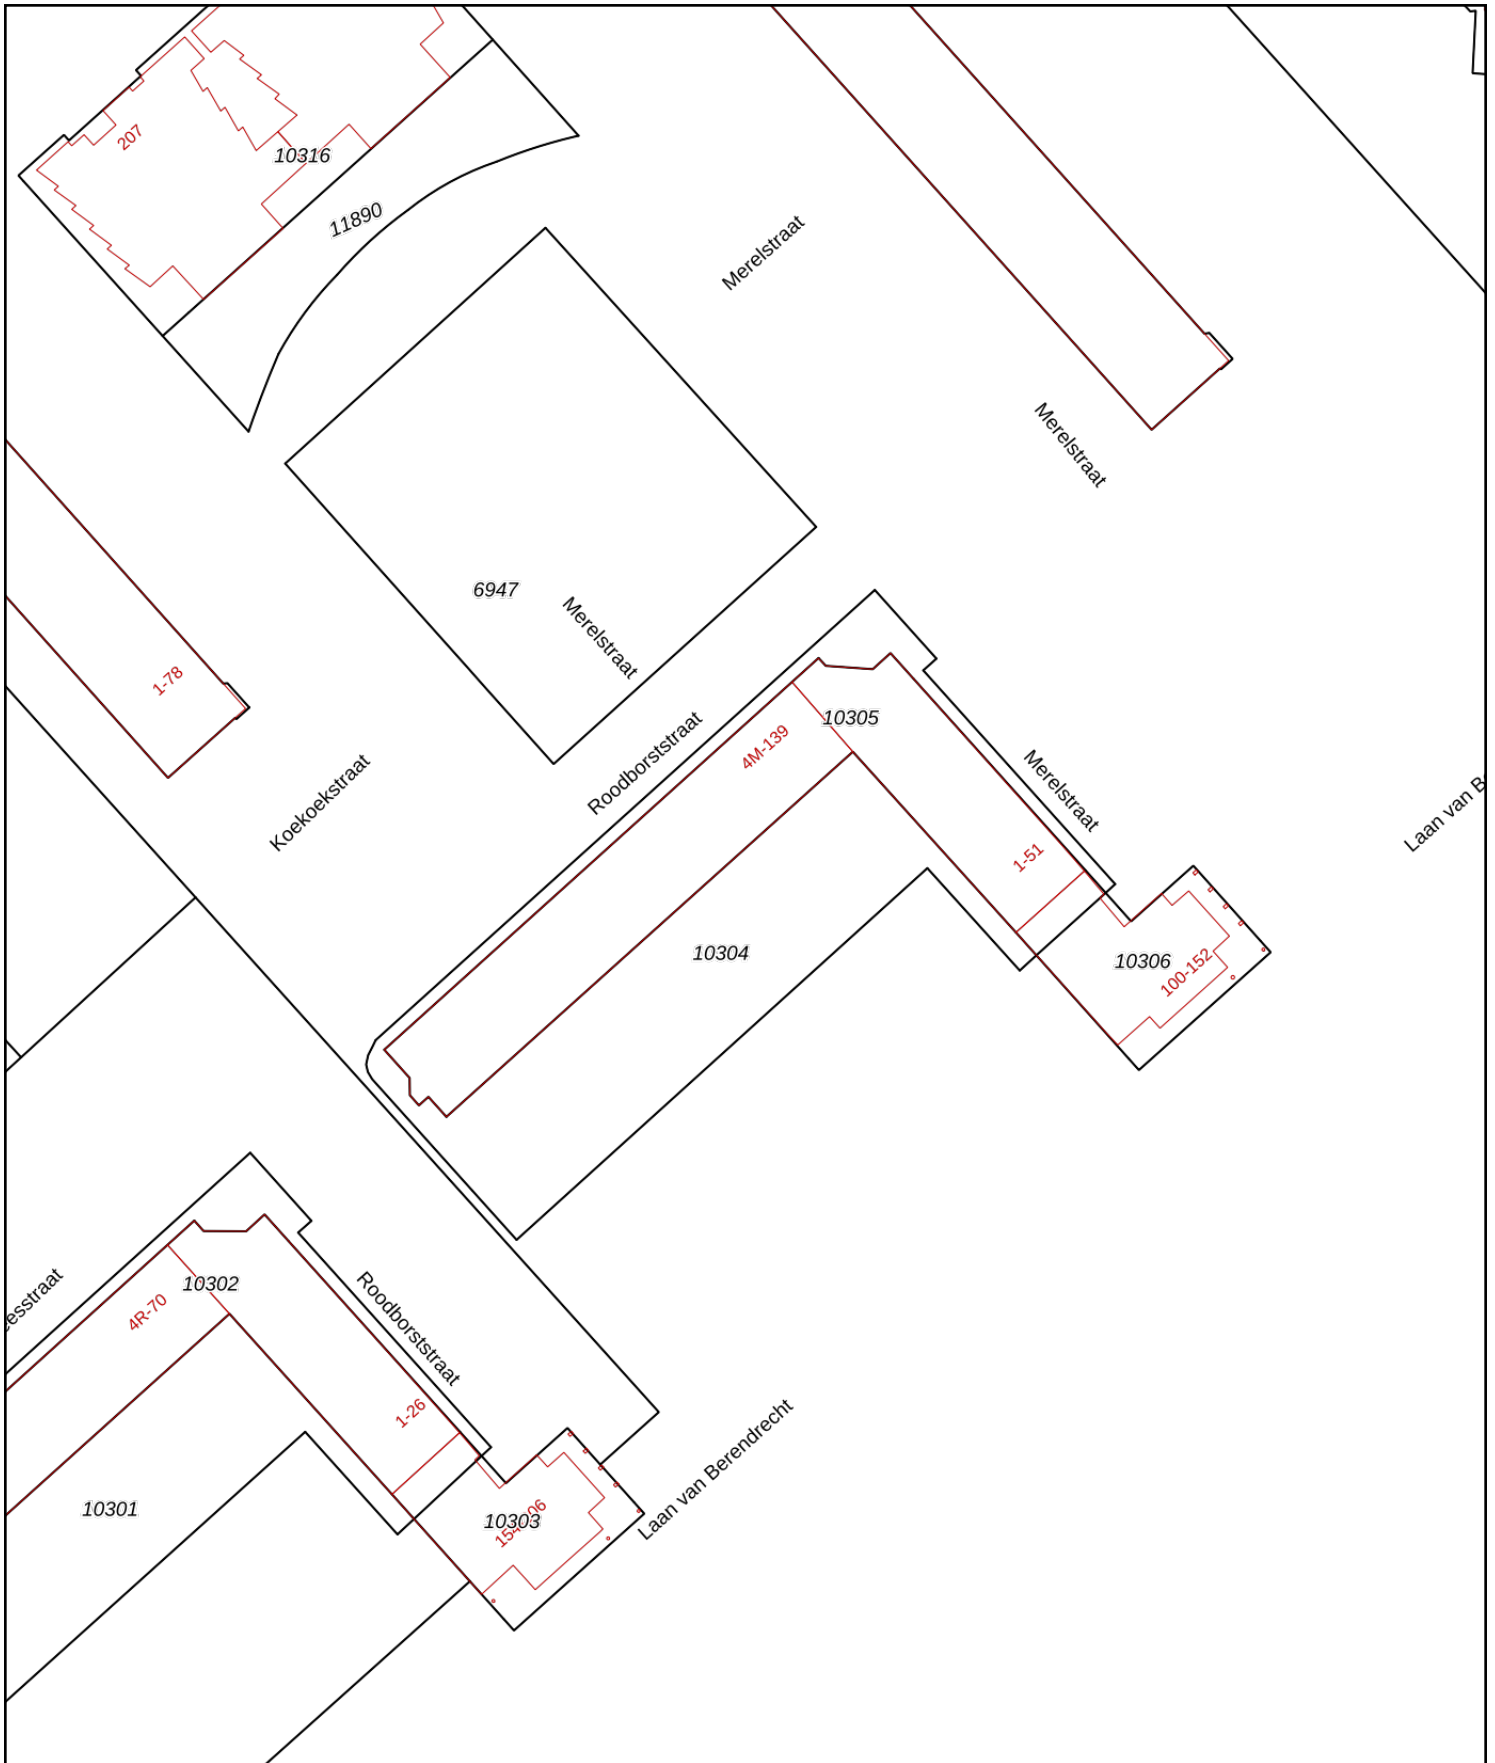 207
10316
11890
Merelstraat
Merelstraat
6947
Merelstraat
1-78
10305
4M-139
Roodborststraat
Koekoekstraat
Merelstraat
Laan van B
1-51
10304
10306
100-152
10302
4R-70
Roodborststraat
esstraat
1-26
Laan van Berendrecht
10301
10303